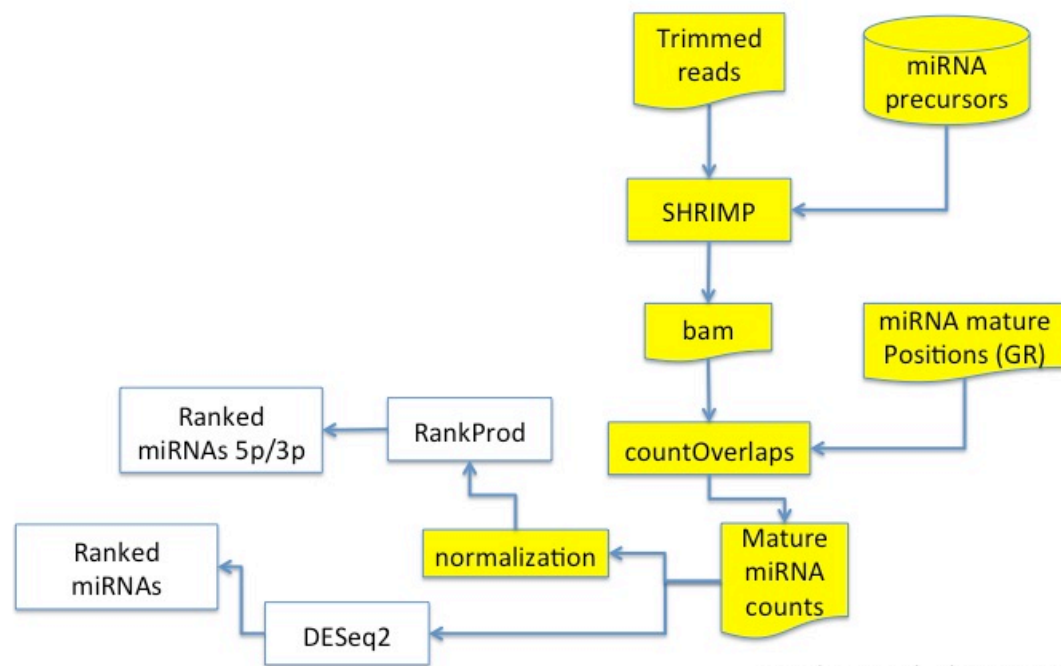 Trimmed
reads
miRNA
precursors
SHRIMP
bam
miRNA mature
Positions (GR)
Ranked
miRNAs 5p/3p
RankProd
countOverlaps
Ranked
miRNAs
normalization
Mature
miRNA
counts
DESeq2